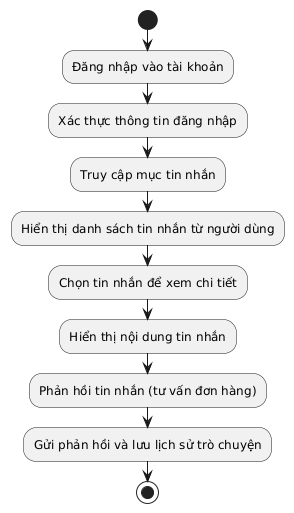 Đăng nhập vào tài khoản
Xác thực thông tin đăng nhập
Truy cập mục tin nhắn
Hiển thị danh sách tin nhắn từ người dùng
Chọn tin nhắn để xem chi tiết
Hiển thị nội dung tin nhắn
Phản hồi tin nhắn (tư vấn đơn hàng)
Gửi phản hồi và lưu lịch sử trò chuyện